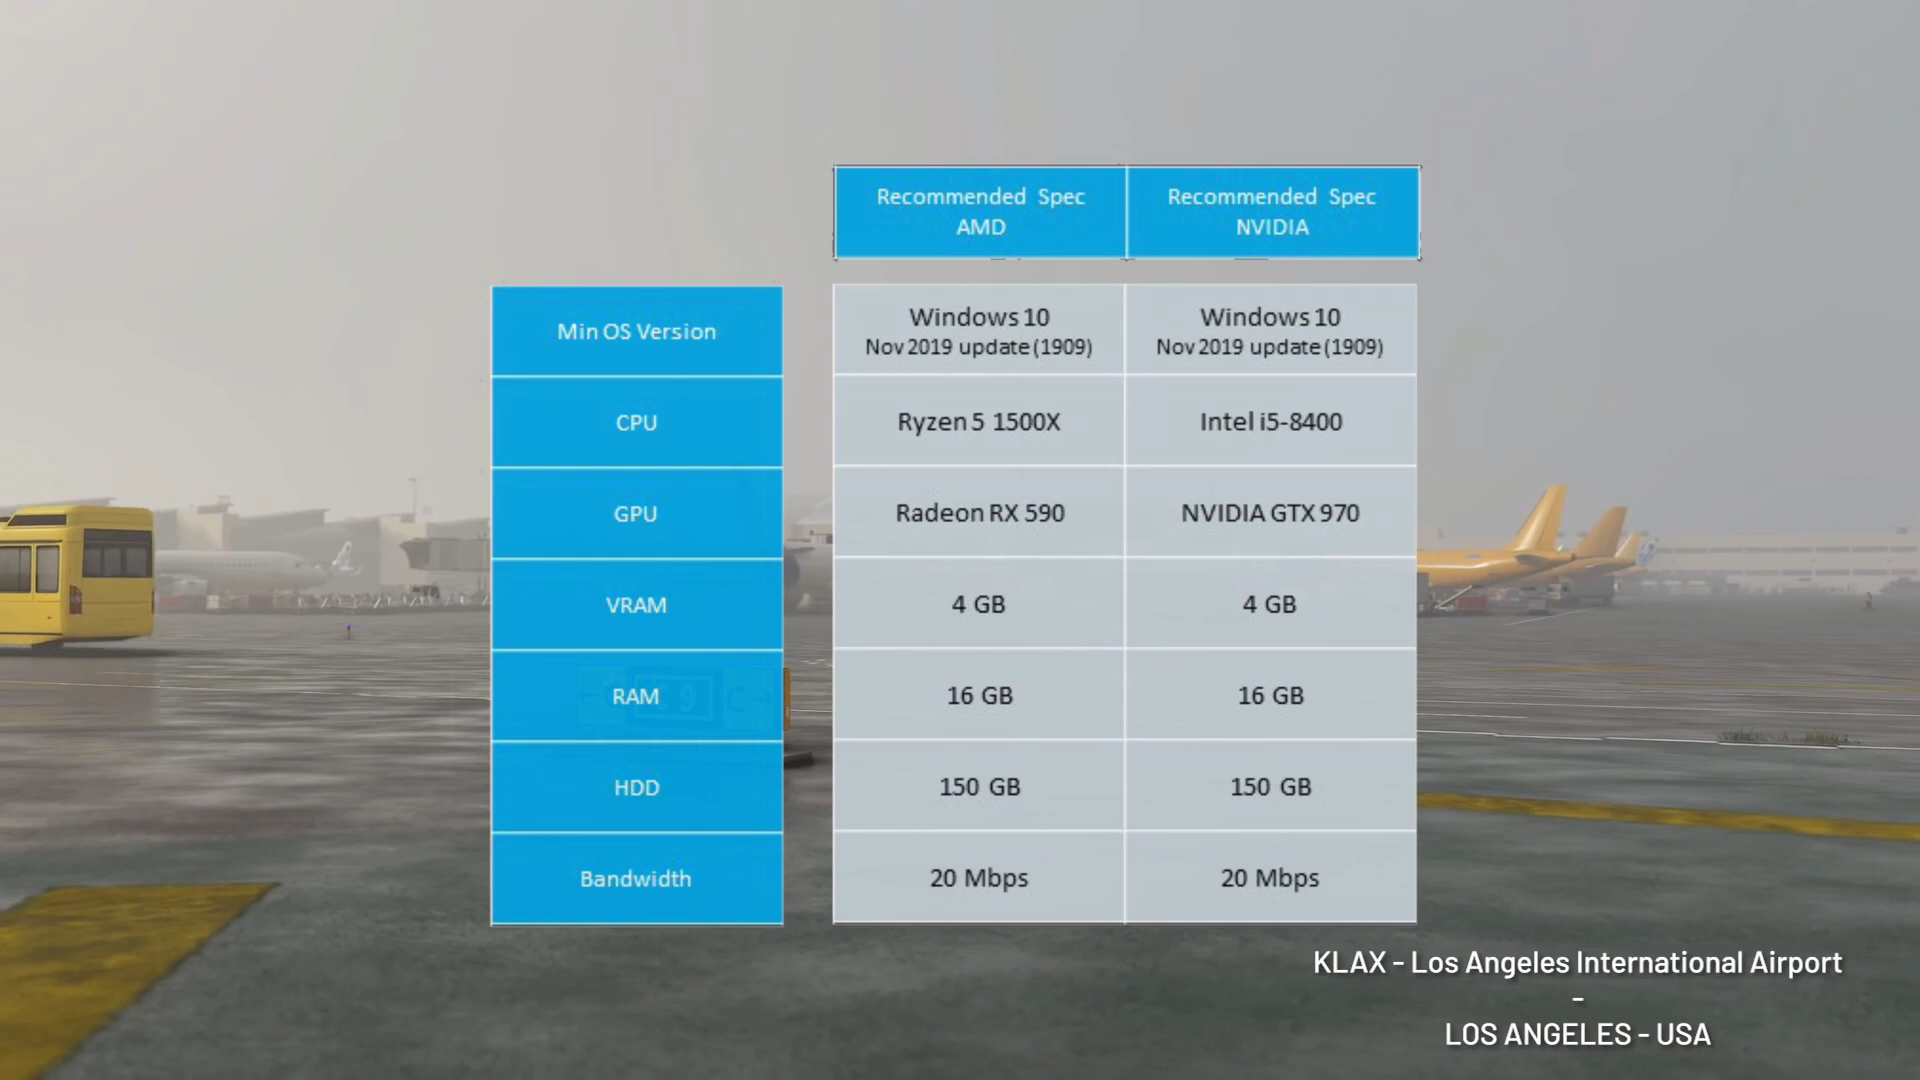 Recommended Spec
AMD
Recommended Spec
NVIDIA
Min OS Version
Windows 10
Nov 2019 update (1909)
Windows 10
Nov 2019 update (1909)
CPU
Ryzen 5 1500X
Intel i5-8400
GPU
Radeon RX 590
NVIDIA GTX 970
VRAM
4 GB
4 GB
RAM
16 GB
16 GB
HDD
150 GB
150 GB
Bandwidth
20 Mbps
20 Mbps
KLAX - Los Angeles International Airport
-
LOS ANGELES - USA